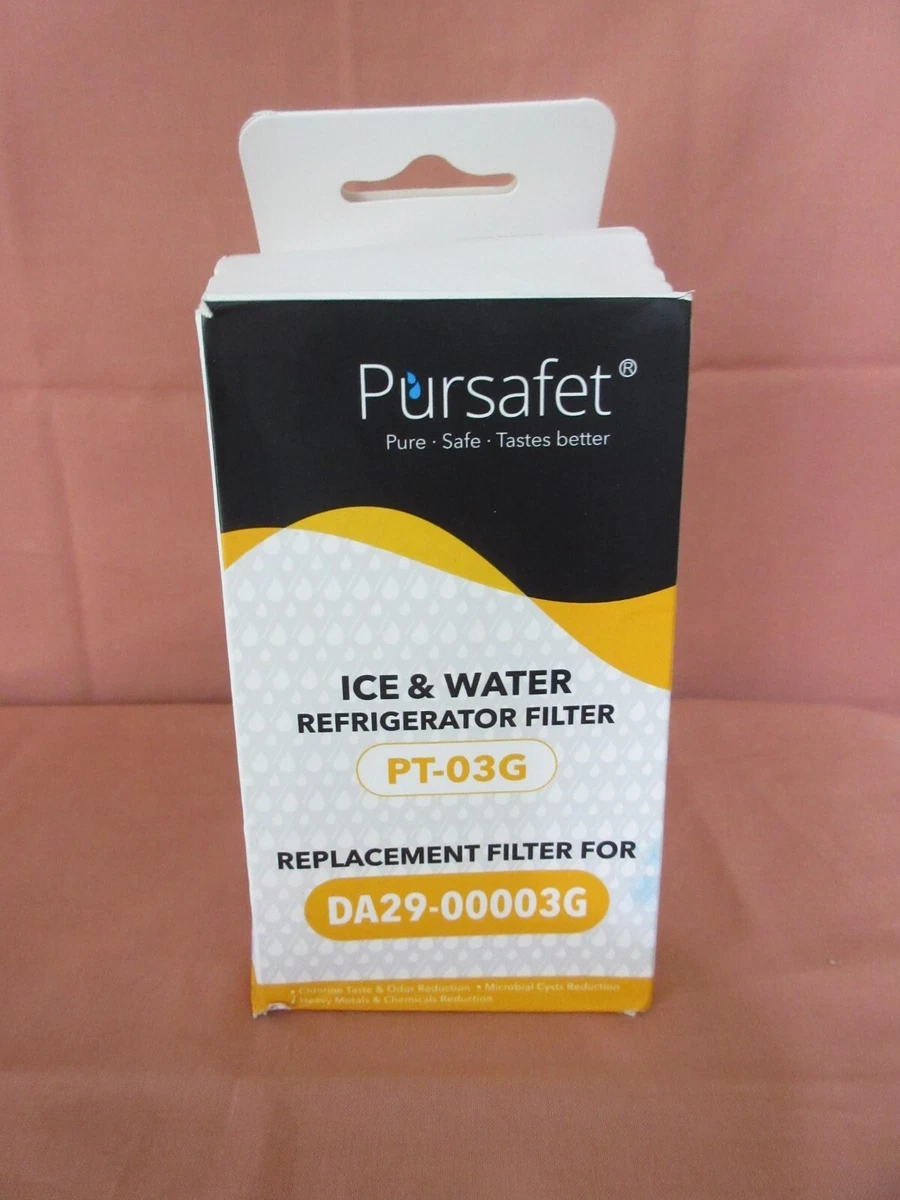 Pursafet®
Pure · Safe · Tastes better
ICE & WATER
REFRIGERATOR FILTER
PT-03G
REPLACEMENT FILTER FOR
DA29-00003G
Chlorine Taste & Odor Reduction • Microbial Cysts Reduction
Heavy Metals & Chemicals Reduction